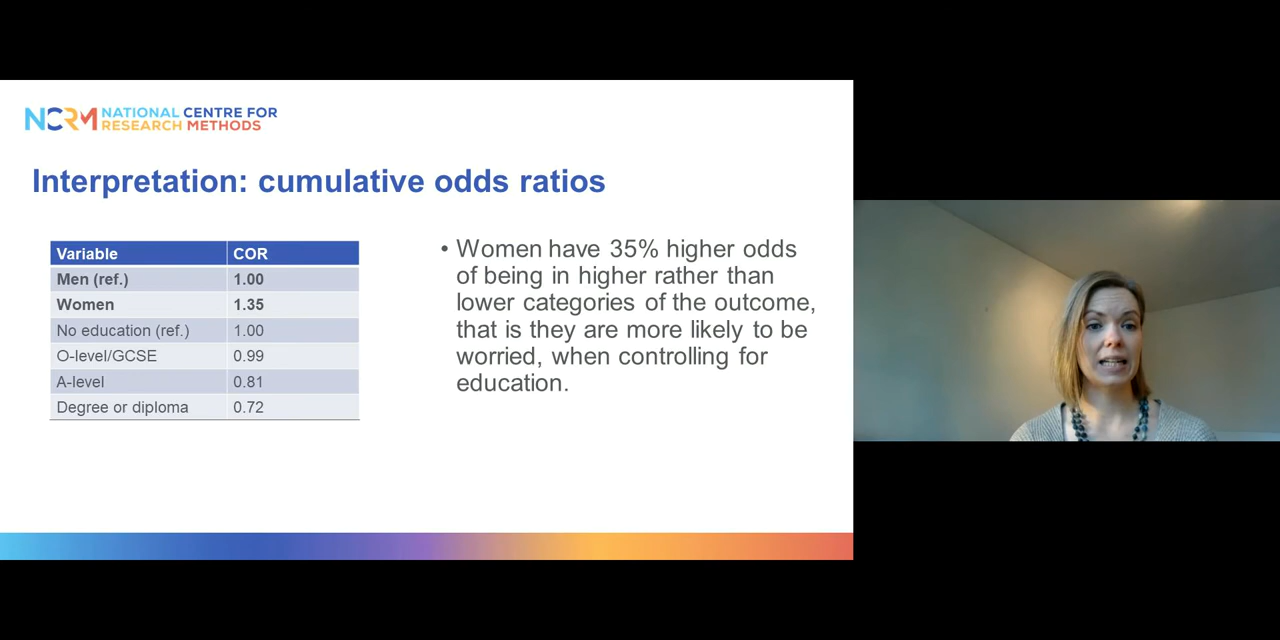 NCRM NATIONAL CENTRE FOR
RESEARCH METHODS
Interpretation: cumulative odds ratios
Variable COR
Men (ref.) 1.00
Women 1.35
No education (ref.) 1.00
O-level/GCSE 0.99
A-level 0.81
Degree or diploma 0.72
• Women have 35% higher odds
of being in higher rather than
lower categories of the outcome,
that is they are more likely to be
worried, when controlling for
education.